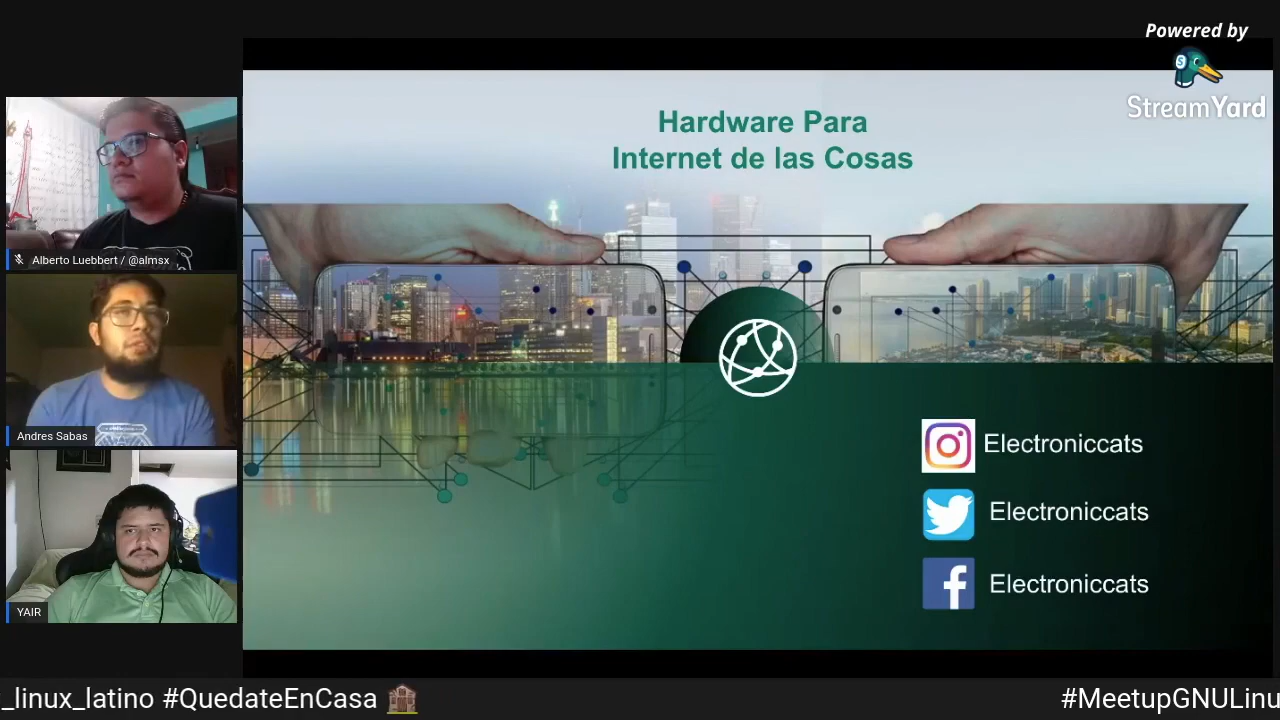 Powered by
StreamYard
Hardware Para
Internet de las Cosas
Alberto Luebbert / @almsx
Andres Sabas
YAIR
Electroniccats
Electroniccats
Electroniccats
_linux_latino #QuedateEnCasa
#MeetupGNULinu